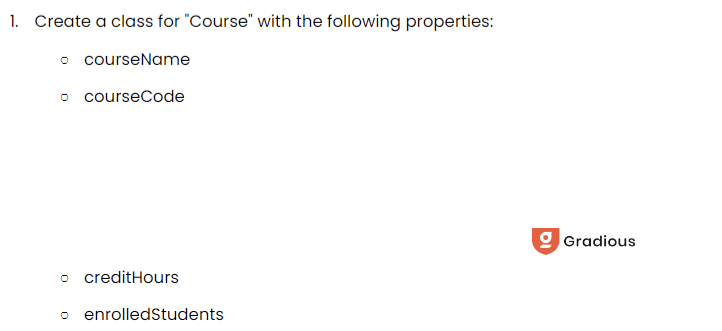 1. Create a class for "Course" with the following properties:
○ courseName
○ courseCode
g Gradious
○ creditHours
○ enrolledStudents